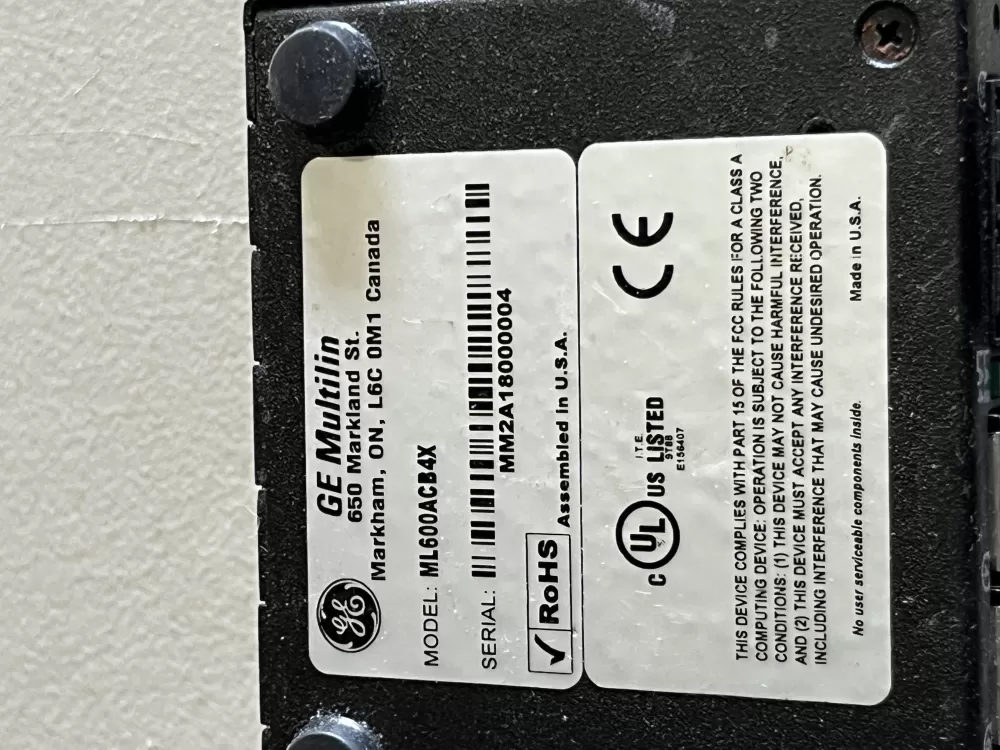 GE
GE Multilin
650 Markland St.
Markham, ON, L6C 0M1 Canada
MODEL: ML600ACB4X
SERIAL:
MM2A18000004
✓ RoHS Assembled in U.S.A.
C UL US LISTED
I.T.E.
9T88
E156407
CE
THIS DEVICE COMPLIES WITH PART 15 OF THE FCC RULES FOR A CLASS A
COMPUTING DEVICE: OPERATION IS SUBJECT TO THE FOLLOWING TWO
CONDITIONS: (1) THIS DEVICE MAY NOT CAUSE HARMFUL INTERFERENCE,
AND (2) THIS DEVICE MUST ACCEPT ANY INTERFERENCE RECEIVED,
INCLUDING INTERFERENCE THAT MAY CAUSE UNDESIRED OPERATION.
No user serviceable components inside. Made in U.S.A.